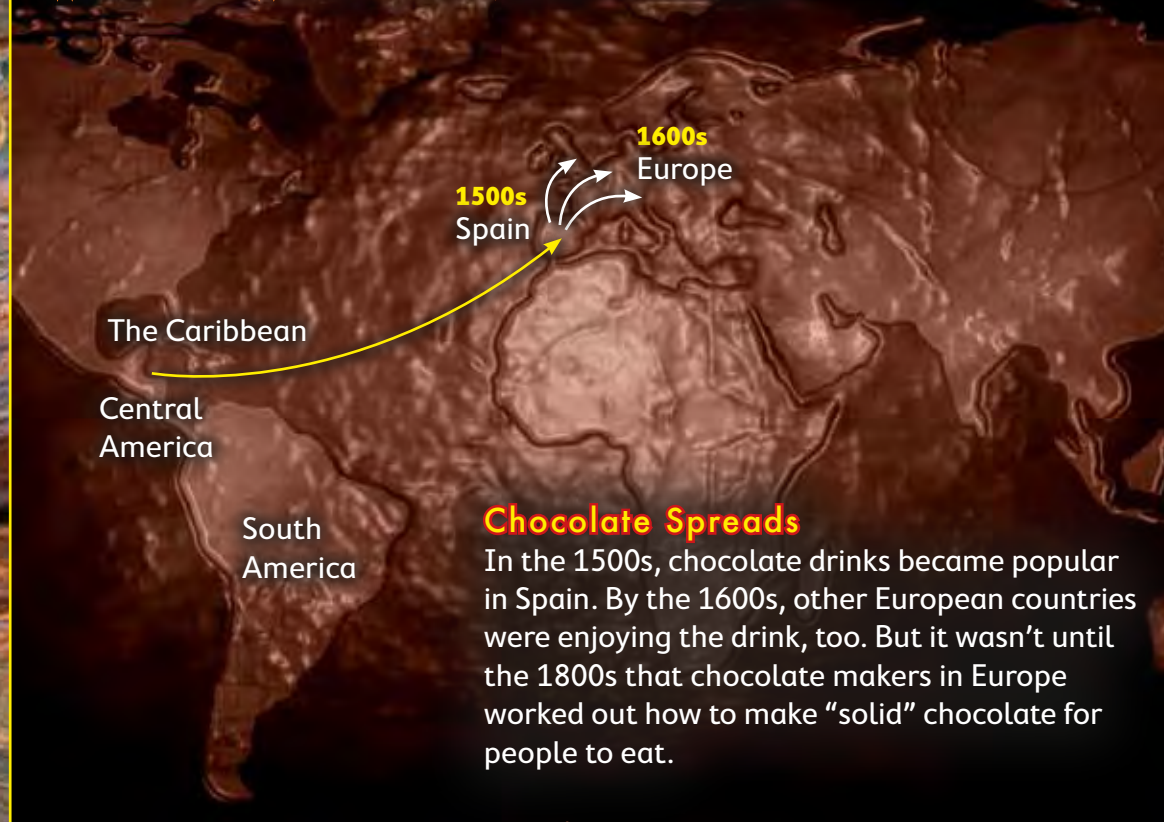 1600s
Europe
1500s
Spain
The Caribbean
Central
America
South
America
Chocolate Spreads
In the 1500s, chocolate drinks became popular
in Spain. By the 1600s, other European countries
were enjoying the drink, too. But it wasn’t until
the 1800s that chocolate makers in Europe
worked out how to make “solid” chocolate for
people to eat.